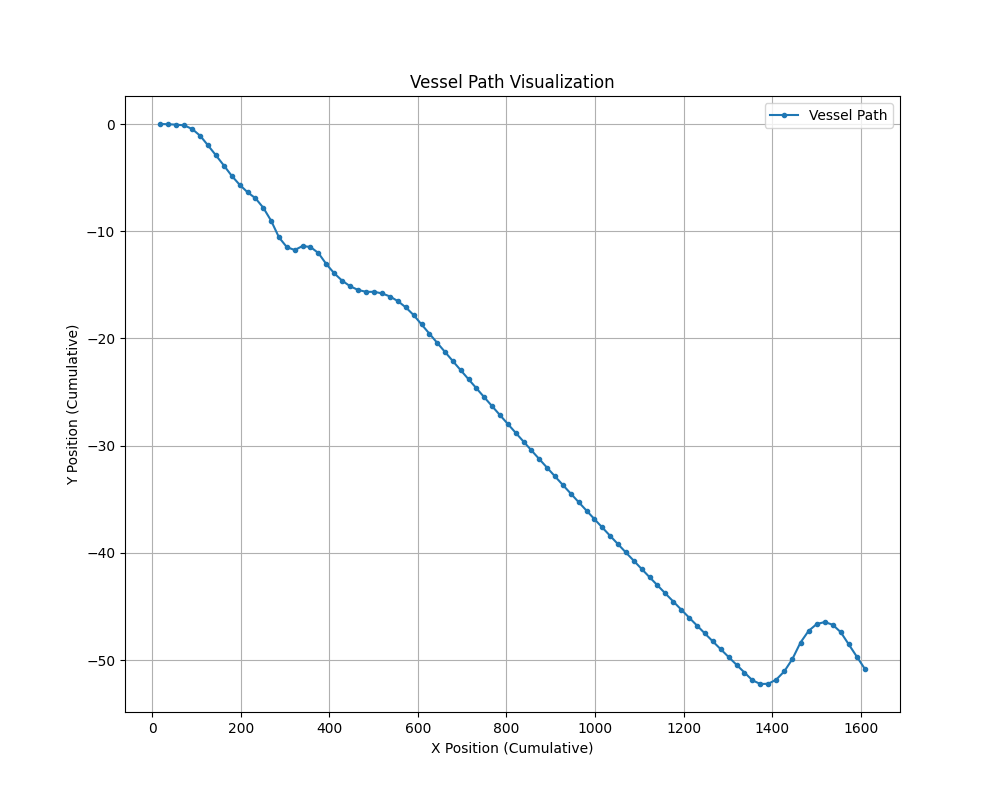 Vessel Path Visualization
Vessel Path
0
−10
−20
−30
−40
−50
Y Position (Cumulative)
0 200 400 600 800 1000 1200 1400 1600
X Position (Cumulative)